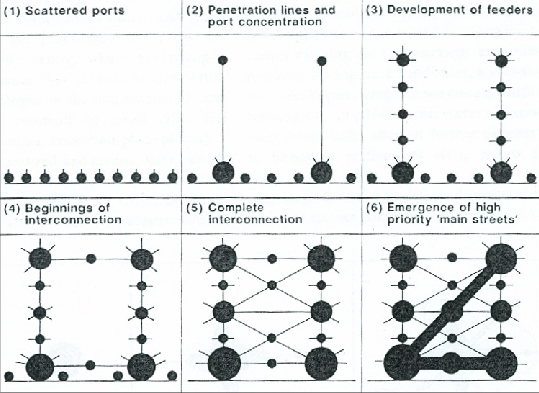 (1) Scattered ports
(2) Penetration lines and
port concentration
(3) Development of feeders
(4) Beginnings of
interconnection
(5) Complete
interconnection
(6) Emergence of high
priority 'main streets'